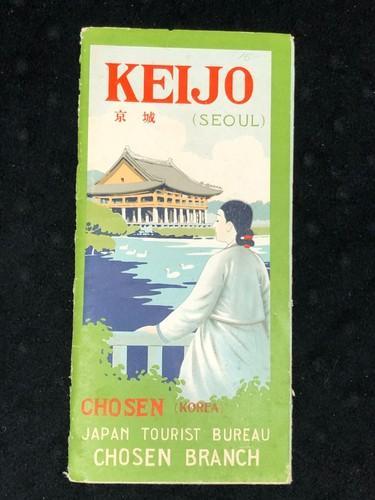 KEIJO
京城
(SEOUL)
CHOSEN (KOREA)
JAPAN TOURIST BUREAU
CHOSEN BRANCH